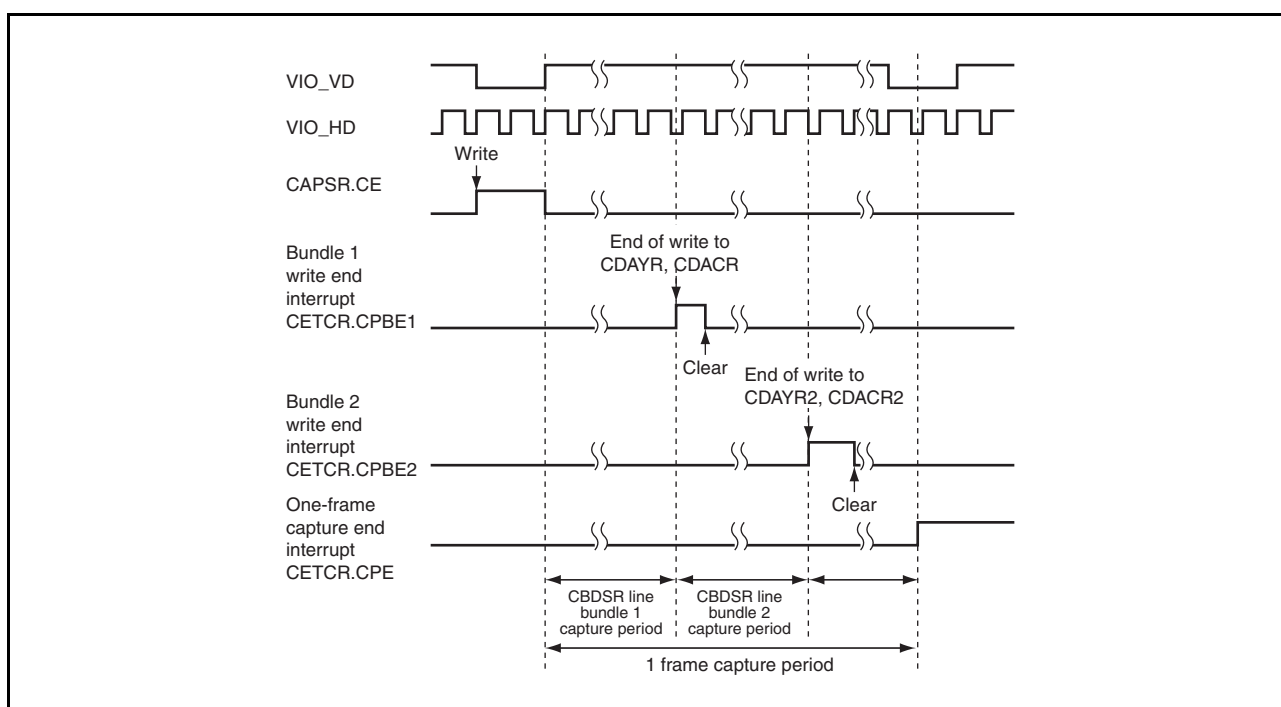 VIO_VD
VIO_HD
Write
CAPSR.CE
End of write to
CDAYR, CDACR
Bundle 1
write end
interrupt
CETCR.CPBE1
Clear
End of write to
CDAYR2, CDACR2
Bundle 2
write end
interrupt
CETCR.CPBE2
Clear
One-frame
capture end
interrupt
CETCR.CPE
CBDSR line
bundle 1
capture period
CBDSR line
bundle 2
capture period
1 frame capture period